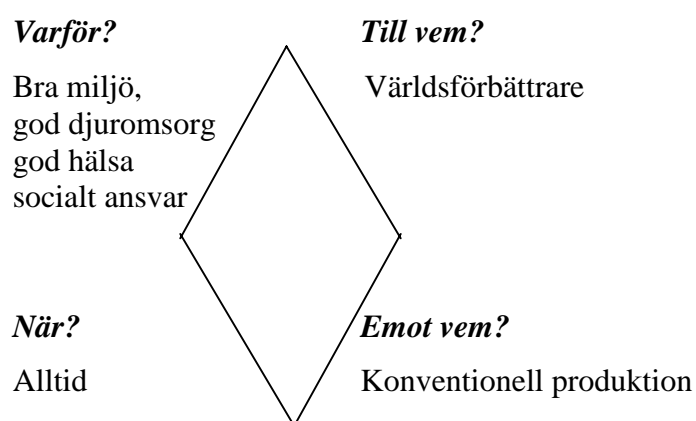 Varför?
Bra miljö,
god djuromsorg
god hälsa
socialt ansvar
Till vem?
Världsförbättrare
När?
Alltid
Emot vem?
Konventionell produktion